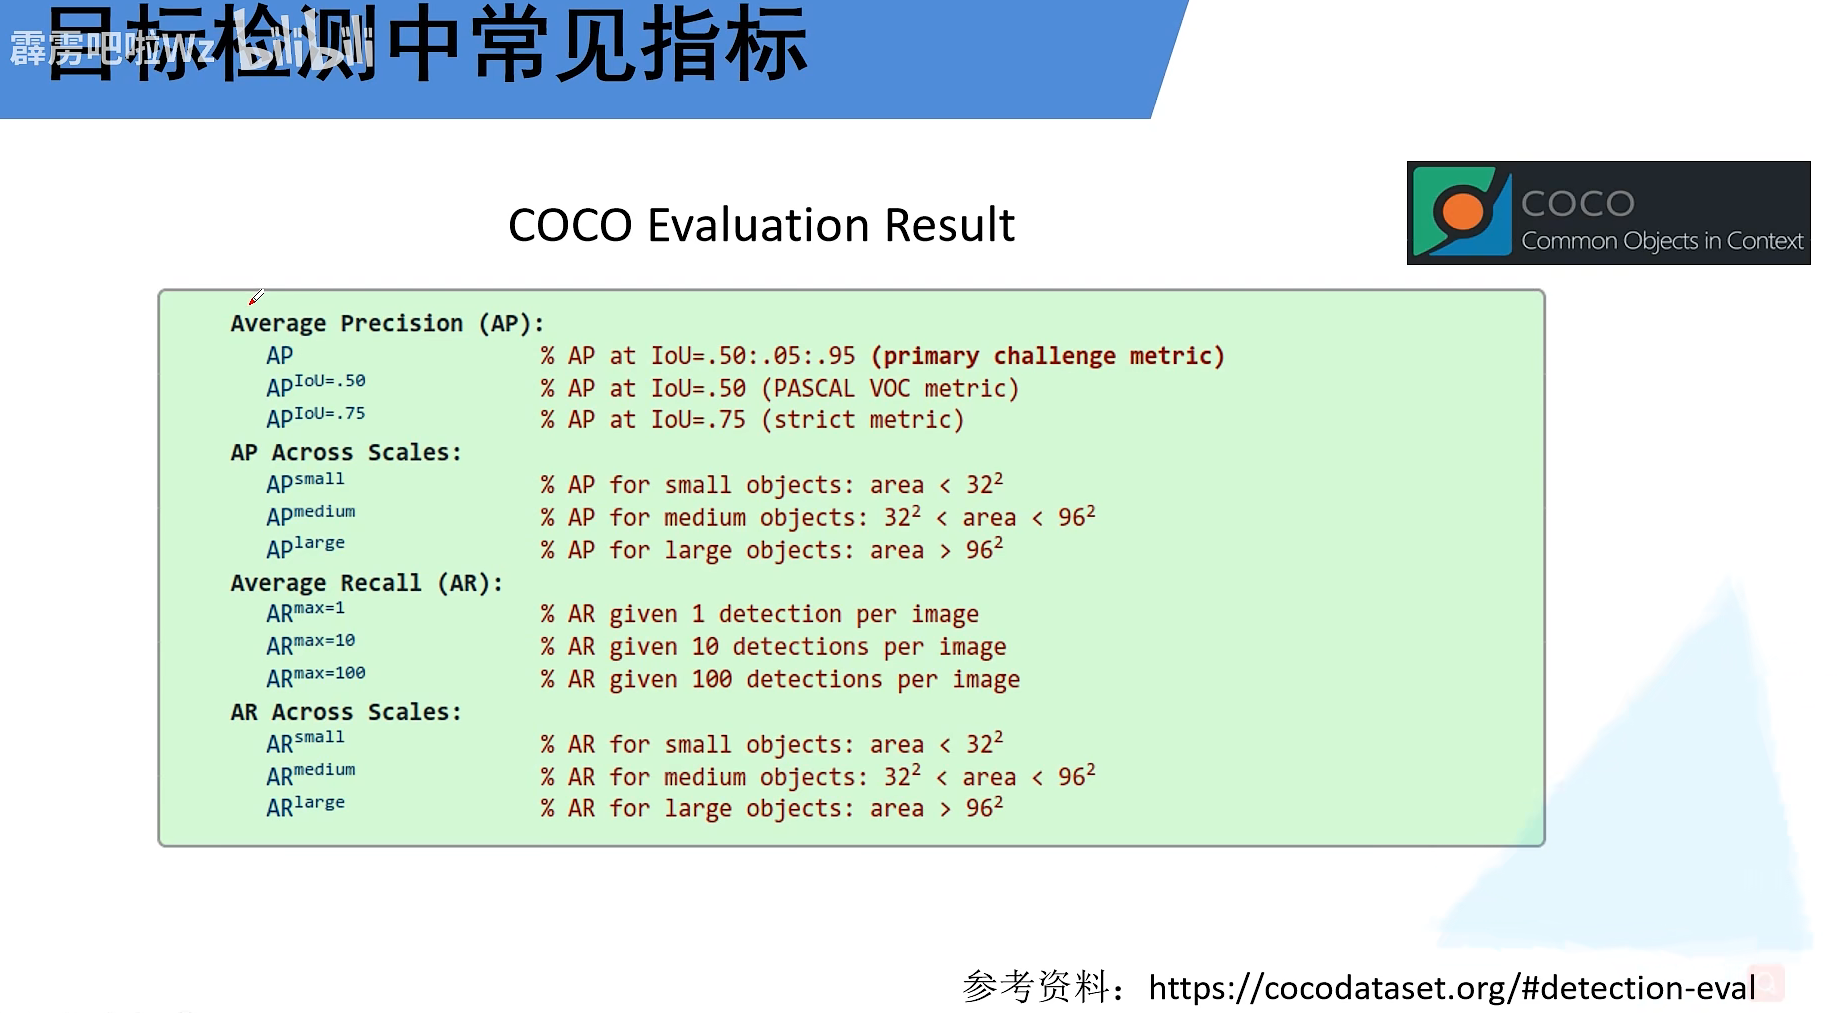 目标检测中常见指标
霹雳吧啦Wz bilibili
COCO
Common Objects in Context
COCO Evaluation Result
Average Precision (AP):
AP % AP at IoU=.50:.05:.95 (primary challenge metric)
AP^IoU=.50 % AP at IoU=.50 (PASCAL VOC metric)
AP^IoU=.75 % AP at IoU=.75 (strict metric)
AP Across Scales:
AP^small % AP for small objects: area < 32²
AP^medium % AP for medium objects: 32² < area < 96²
AP^large % AP for large objects: area > 96²
Average Recall (AR):
AR^max=1 % AR given 1 detection per image
AR^max=10 % AR given 10 detections per image
AR^max=100 % AR given 100 detections per image
AR Across Scales:
AR^small % AR for small objects: area < 32²
AR^medium % AR for medium objects: 32² < area < 96²
AR^large % AR for large objects: area > 96²
参考资料：https://cocodataset.org/#detection-eval